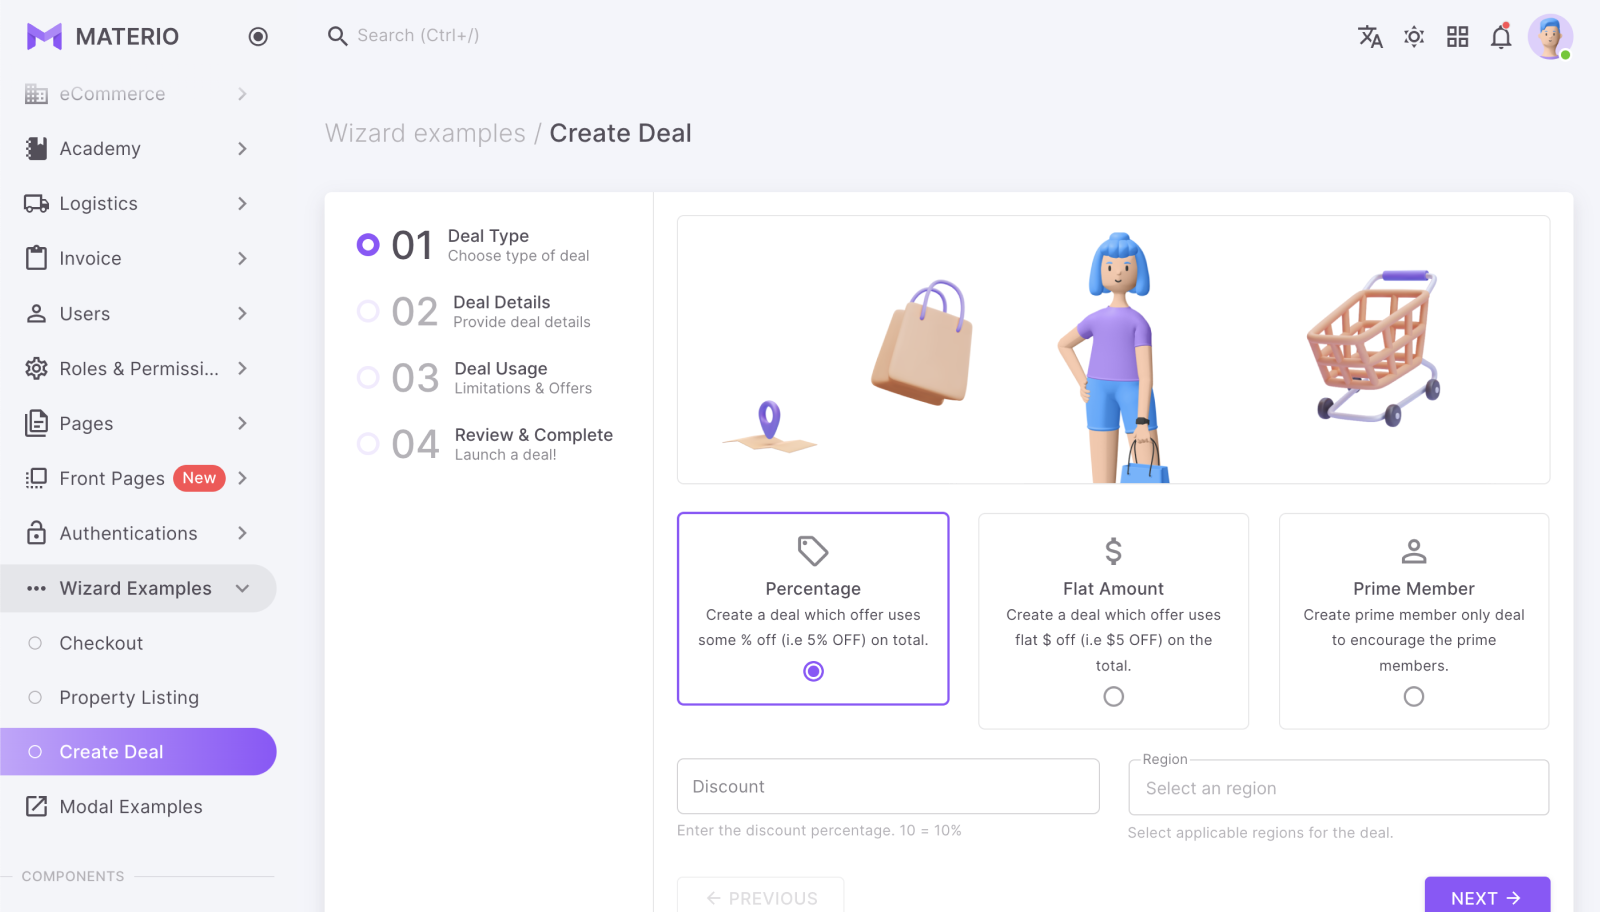 MATERIO
Search (Ctrl+/)
eCommerce
Academy
Logistics
Invoice
Users
Roles & Permissi...
Pages
Front Pages New
Authentications
Wizard Examples
Checkout
Property Listing
Create Deal
Modal Examples
COMPONENTS
Wizard examples / Create Deal
01 Deal Type
Choose type of deal
02 Deal Details
Provide deal details
03 Deal Usage
Limitations & Offers
04 Review & Complete
Launch a deal!
Percentage
Create a deal which offer uses
some % off (i.e 5% OFF) on total.
Flat Amount
Create a deal which offer uses
flat $ off (i.e $5 OFF) on the
total.
Prime Member
Create prime member only deal
to encourage the prime
members.
Discount
Enter the discount percentage. 10 = 10%
Region
Select an region
Select applicable regions for the deal.
PREVIOUS
NEXT